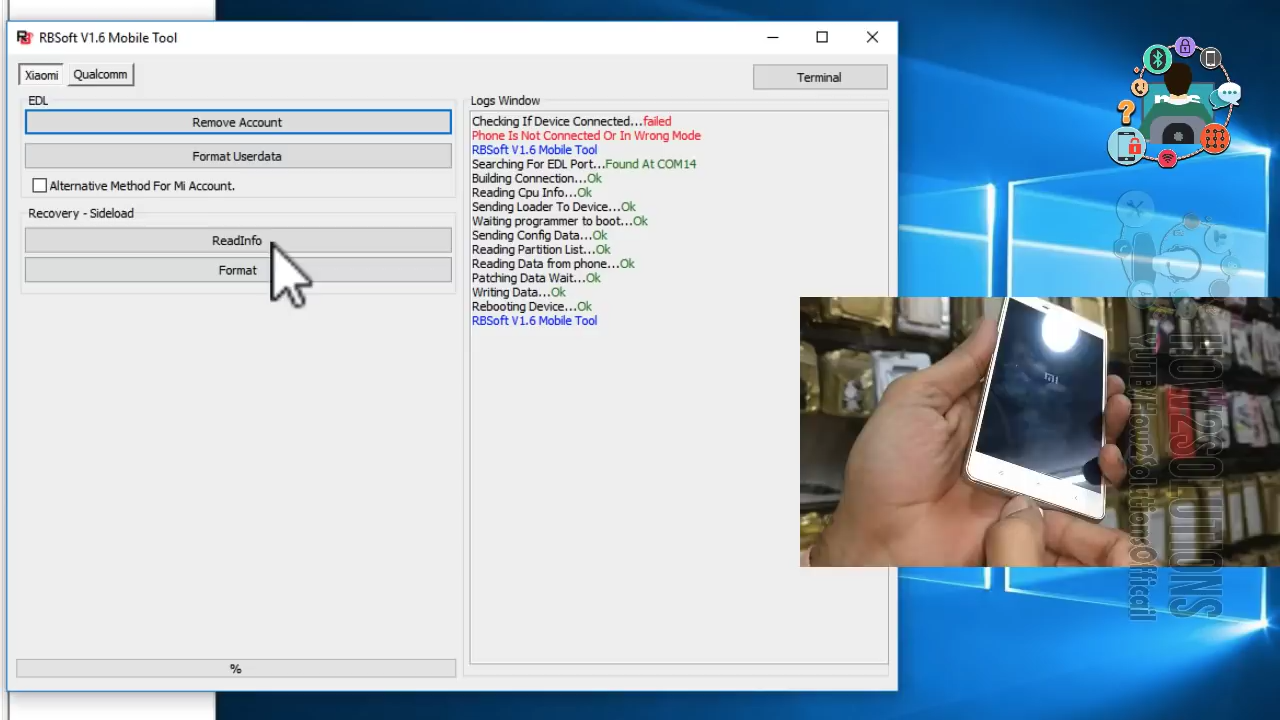 RBSoft V1.6 Mobile Tool
Xiaomi
Qualcomm
Terminal
EDL
Remove Account
Format Userdata
Alternative Method For Mi Account.
Recovery - Sideload
ReadInfo
Format
%
Logs Window
Checking If Device Connected...failed
Phone Is Not Connected Or In Wrong Mode
RBSoft V1.6 Mobile Tool
Searching For EDL Port...Found At COM14
Building Connection...Ok
Reading Cpu Info...Ok
Sending Loader To Device...Ok
Waiting programmer to boot...Ok
Sending Config Data...Ok
Reading Partition List...Ok
Reading Data from phone...Ok
Patching Data Wait...Ok
Writing Data...Ok
Rebooting Device...Ok
RBSoft V1.6 Mobile Tool
mi
HOW2SOLUTIONS